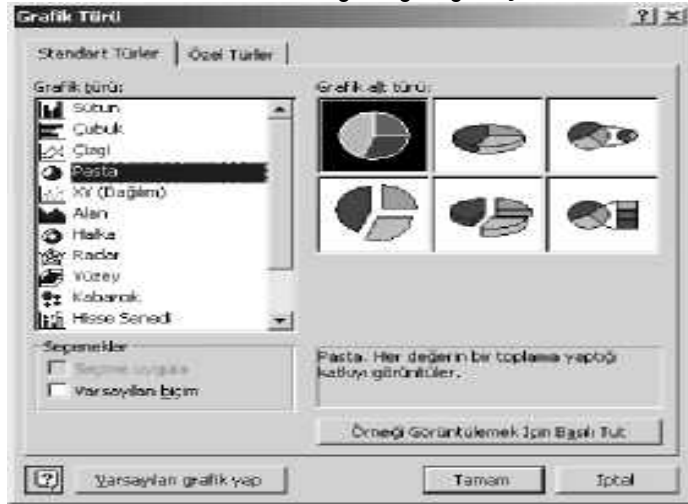 Grafik Türü
Standart Türler
Özel Türler
Grafik türü:
Grafik alt türü:
Sütun
Çubuk
Çizgi
Pasta
XY (Dağılım)
Alan
Halka
Radar
Yüzey
Kabarcık
Hisse Senedi
Seçenekler
Seçime uygula
Varsayılan biçim
Pasta. Her değerin bir toplama yaptığı
katkıyı görüntüler.
Örneği Görüntülemek İçin Basılı Tut
Varsayılan grafik yap
Tamam
İptal